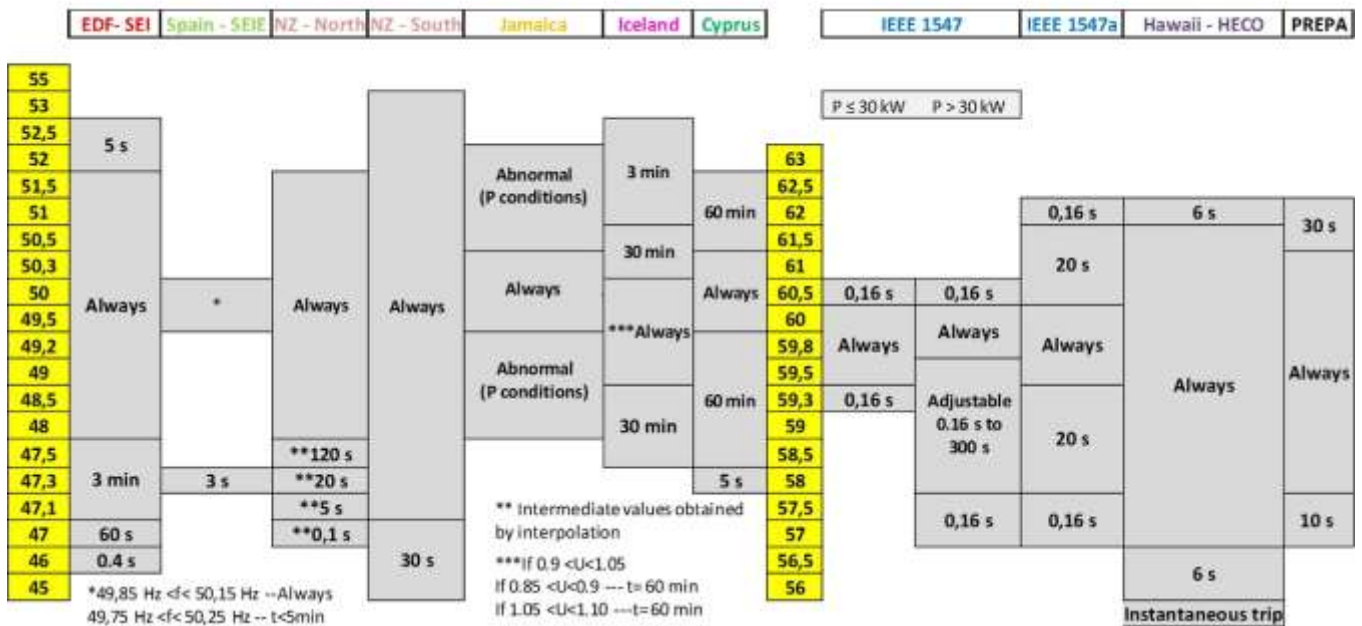 EDF- SEI Spain - SEIE NZ - North NZ - South Jamaica Iceland Cyprus IEEE 1547 IEEE 1547a Hawaii - HECO PREPA
55
53 P ≤ 30 kW P > 30 kW
52,5
5 s
52 63
Abnormal 3 min
51,5 (P conditions) 62,5
51 60 min 62 0,16 s 6 s
30 s
50,5 61,5
30 min
50,3 61 20 s
50 Always * Always Always Always Always 60,5 0,16 s 0,16 s
49,5 ***Always 60
Always
49,2 59,8 Always Always
Abnormal
49 (P conditions) 59,5 Always Always
48,5 60 min 59,3 0,16 s Adjustable
48 30 min 59 0.16 s to
20 s
47,5 **120 s 58,5 300 s
47,3 3 min 3 s **20 s 5 s 58
47,1 **5 s 57,5
47 60 s **0,1 s 57 0,16 s 0,16 s 10 s
46 0.4 s 30 s 56,5
6 s
45 56
Instantaneous trip
** Intermediate values obtained
by interpolation
***If 0.9 <U<1.05
If 0.85 <U<0.9 --- t= 60 min
If 1.05 <U<1,10 ---t= 60 min
*49,85 Hz <f< 50,15 Hz --Always
49,75 Hz <f< 50,25 Hz -- t<5min